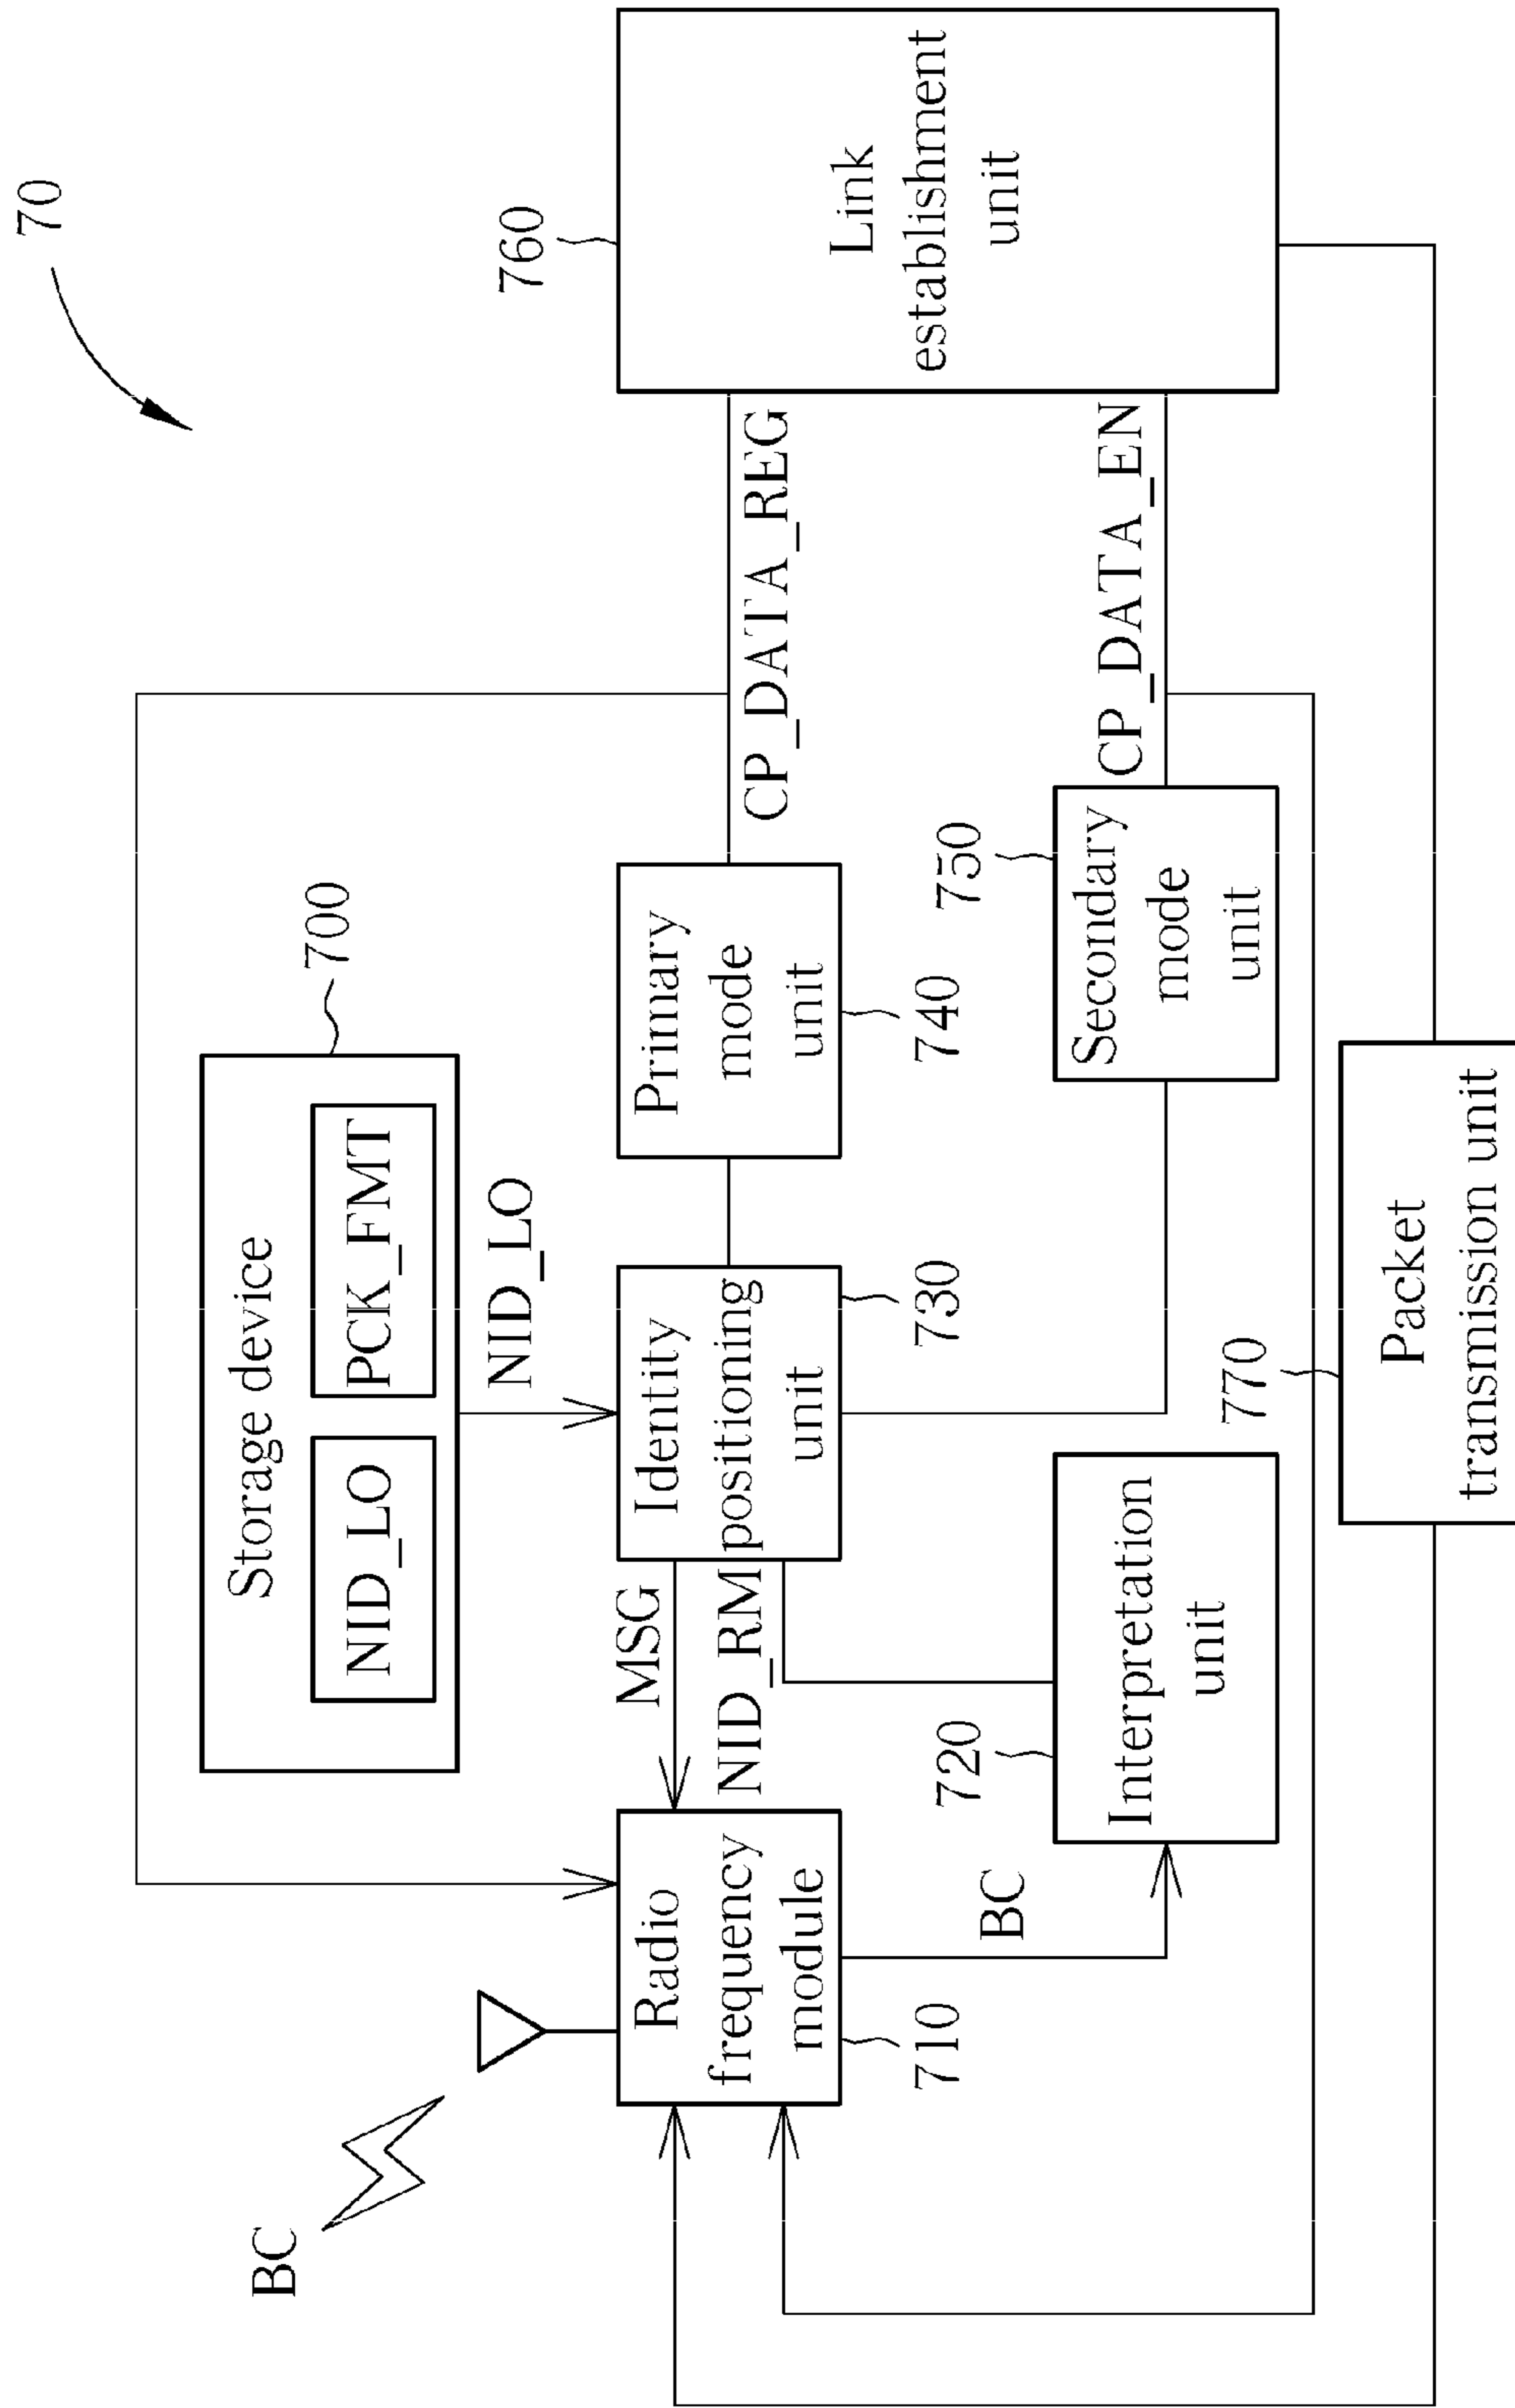 70
Storage device
NID_LO
PCK_FMT
700
NID_LO
BC
Radio
frequency
module
710
MSG
NID_RM
Identity
positioning
unit
730
Primary
mode
unit
740
CP_DATA_REG
760
Link
establishment
unit
BC
720
Interpretation
unit
750
Secondary
mode
unit
CP_DATA_EN
770
Packet
transmission unit